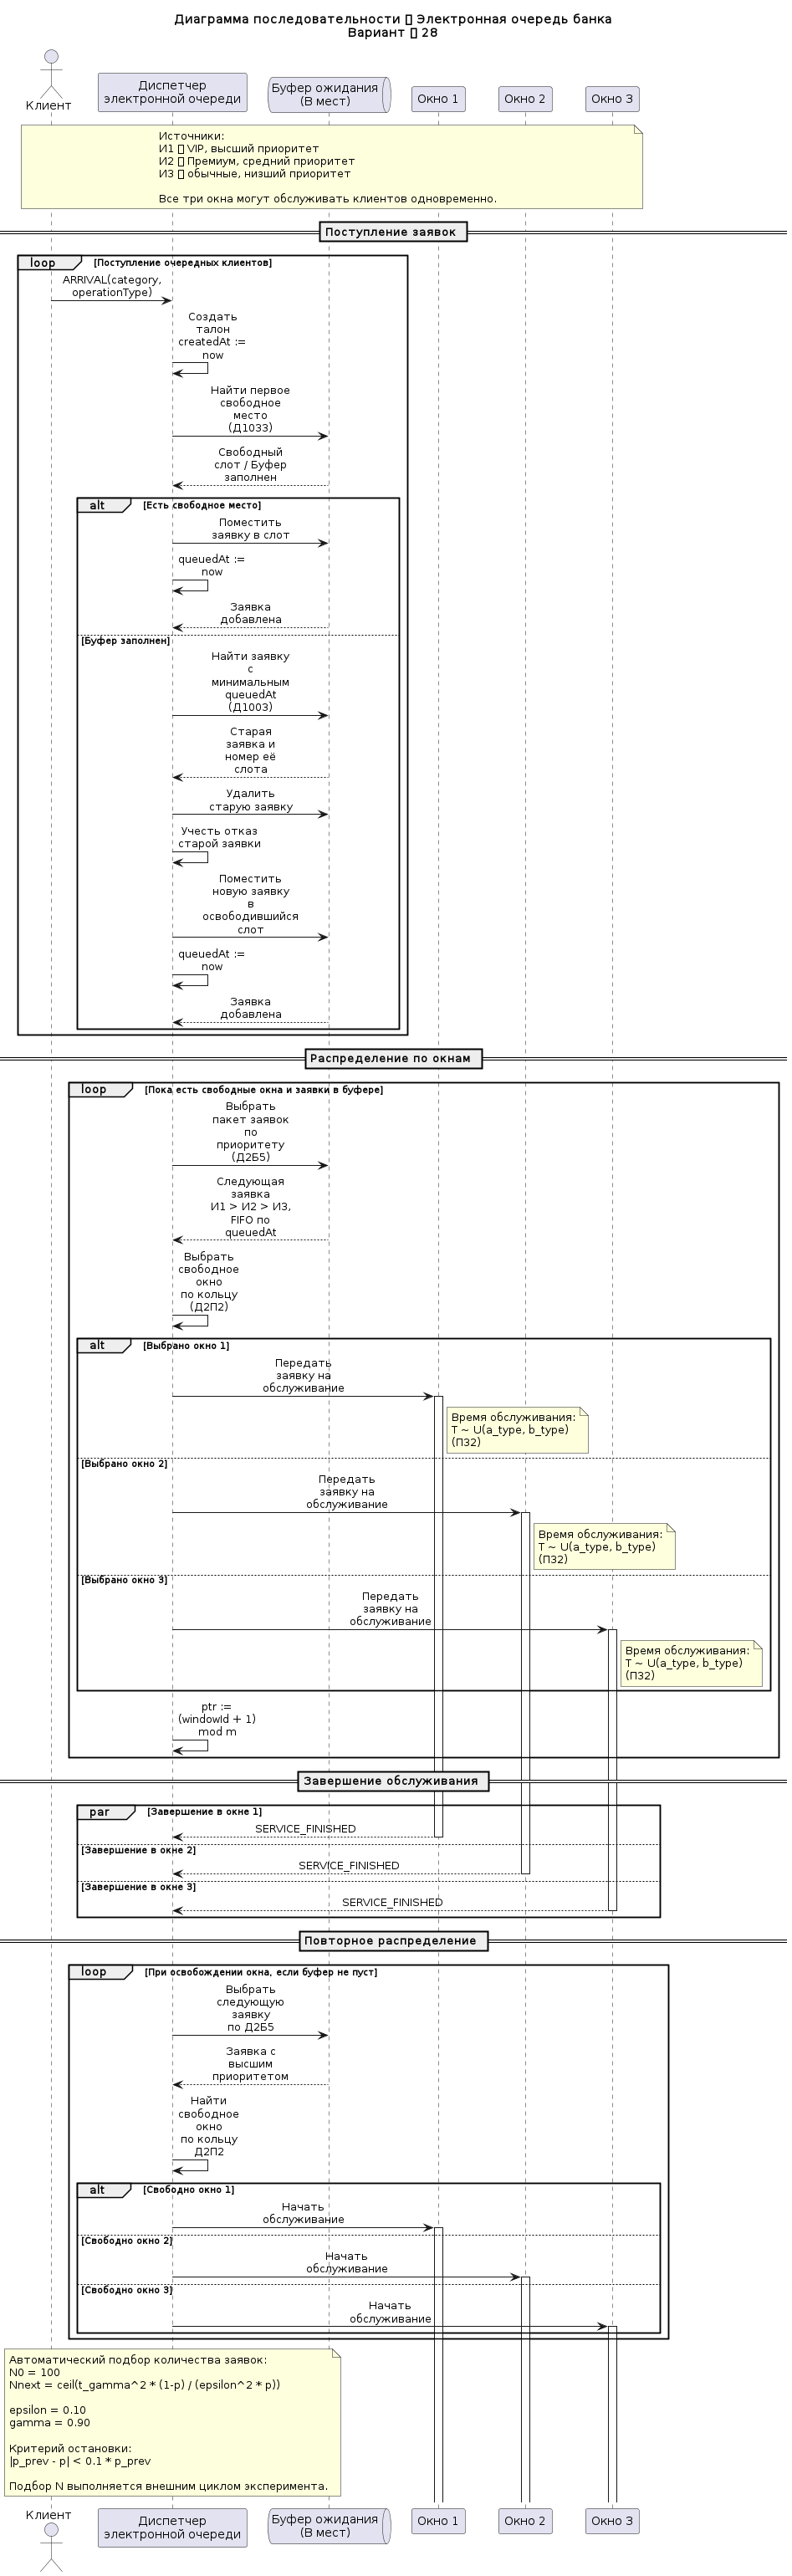 Диаграмма последовательности ▯ Электронная очередь банка
Вариант ▯ 28
Клиент
Диспетчер
электронной очереди
Буфер ожидания
(В мест)
Окно 1
Окно 2
Окно 3
Источники:
И1 ▯ VIP, высший приоритет
И2 ▯ Премиум, средний приоритет
И3 ▯ обычные, низший приоритет
Все три окна могут обслуживать клиентов одновременно.
Поступление заявок
loop [Поступление очередных клиентов]
ARRIVAL(category,
operationType)
Создать
талон
createdAt :=
now
Найти первое
свободное
место
(Д10З3)
Свободный
слот / Буфер
заполнен
alt [Есть свободное место]
Поместить
заявку в слот
queuedAt :=
now
Заявка
добавлена
[Буфер заполнен]
Найти заявку
с
минимальным
queuedAt
(Д10О3)
Старая
заявка и
номер её
слота
Удалить
старую заявку
Учесть отказ
старой заявки
Поместить
новую заявку
в
освободившийся
слот
queuedAt :=
now
Заявка
добавлена
Распределение по окнам
loop [Пока есть свободные окна и заявки в буфере]
Выбрать
пакет заявок
по
приоритету
(Д2Б5)
Следующая
заявка
И1 > И2 > И3,
FIFO по
queuedAt
Выбрать
свободное
окно
по кольцу
(Д2П2)
alt [Выбрано окно 1]
Передать
заявку на
обслуживание
Время обслуживания:
T ~ U(a_type, b_type)
(ПЗ2)
[Выбрано окно 2]
Передать
заявку на
обслуживание
Время обслуживания:
T ~ U(a_type, b_type)
(ПЗ2)
[Выбрано окно 3]
Передать
заявку на
обслуживание
Время обслуживания:
T ~ U(a_type, b_type)
(ПЗ2)
ptr :=
(windowId + 1)
mod m
Завершение обслуживания
par [Завершение в окне 1]
SERVICE_FINISHED
[Завершение в окне 2]
SERVICE_FINISHED
[Завершение в окне 3]
SERVICE_FINISHED
Повторное распределение
loop [При освобождении окна, если буфер не пуст]
Выбрать
следующую
заявку
по Д2Б5
Заявка с
высшим
приоритетом
Найти
свободное
окно
по кольцу
Д2П2
alt [Свободно окно 1]
Начать
обслуживание
[Свободно окно 2]
Начать
обслуживание
[Свободно окно 3]
Начать
обслуживание
Автоматический подбор количества заявок:
N0 = 100
Nnext = ceil(t_gamma^2 * (1-p) / (epsilon^2 * p))
epsilon = 0.10
gamma = 0.90
Критерий остановки:
|p_prev - p| < 0.1 * p_prev
Подбор N выполняется внешним циклом эксперимента.
Клиент
Диспетчер
электронной очереди
Буфер ожидания
(В мест)
Окно 1
Окно 2
Окно 3